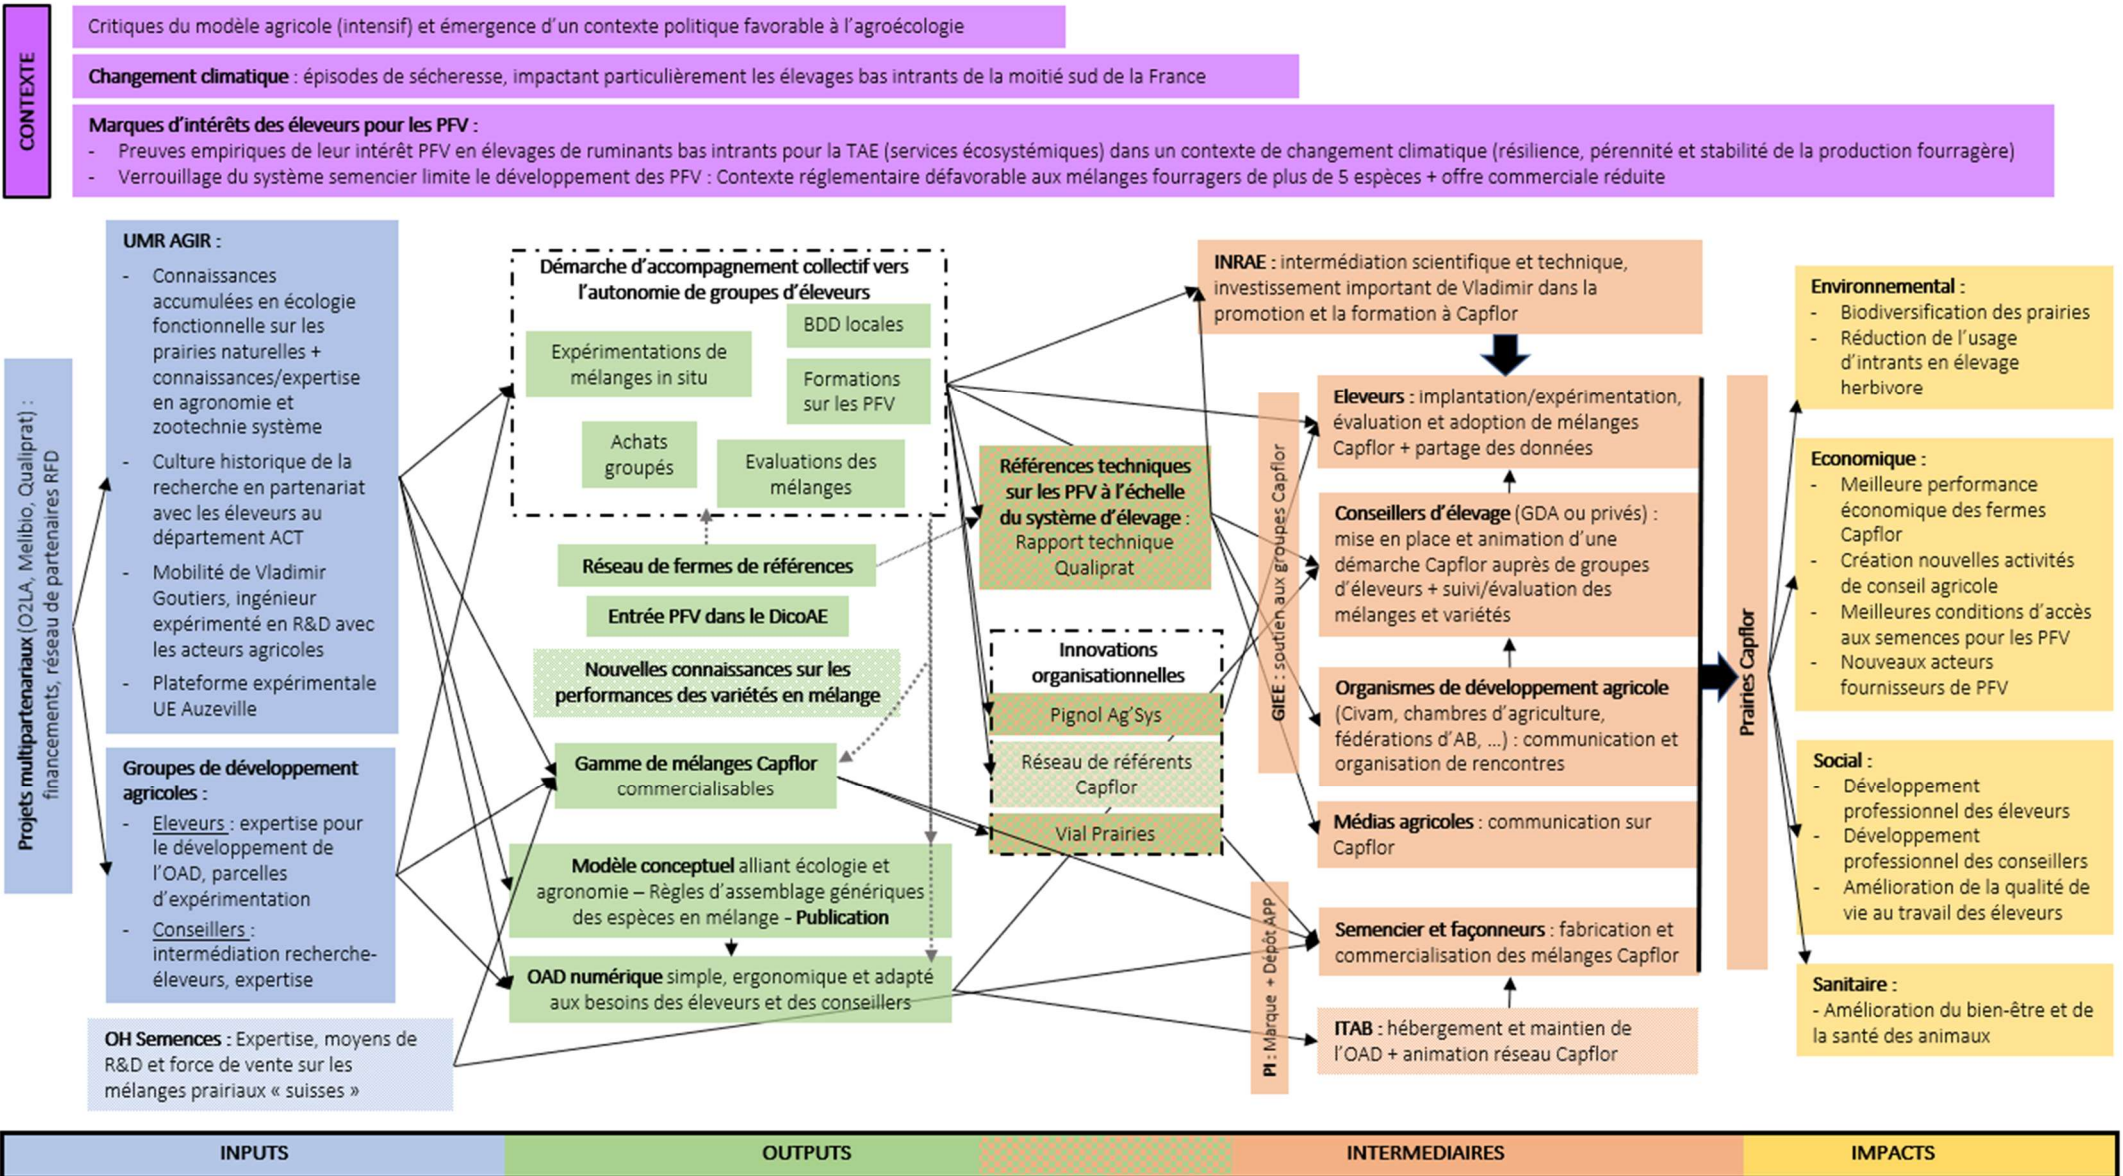 CONTEXTE
Critiques du modèle agricole (intensif) et émergence d'un contexte politique favorable à l'agroécologie
Changement climatique : épisodes de sécheresse, impactant particulièrement les élevages bas intrants de la moitié sud de la France
Marques d'intérêts des éleveurs pour les PFV :
- Preuves empiriques de leur intérêt PFV en élevages de ruminants bas intrants pour la TAE (services écosystémiques) dans un contexte de changement climatique (résilience, pérennité et stabilité de la production fourragère)
- Verrouillage du système semencier limite le développement des PFV : Contexte réglementaire défavorable aux mélanges fourragers de plus de 5 espèces + offre commerciale réduite
Projets multipartenariaux (O2LA, Melibio, Qualiprat) :
financements, réseau de partenaires RFD
UMR AGIR :
- Connaissances
accumulées en écologie
fonctionnelle sur les
prairies naturelles +
connaissances/expertise
en agronomie et
zootechnie système
- Culture historique de la
recherche en partenariat
avec les éleveurs au
département ACT
- Mobilité de Vladimir
Goutiers, ingénieur
expérimenté en R&D avec
les acteurs agricoles
- Plateforme expérimentale
UE Auzeville
Groupes de développement
agricoles :
- Eleveurs : expertise pour
le développement de
l'OAD, parcelles
d'expérimentation
- Conseillers :
intermédiation recherche-
éleveurs, expertise
OH Semences : Expertise, moyens de
R&D et force de vente sur les
mélanges prairiaux « suisses »
Démarche d'accompagnement collectif vers
l'autonomie de groupes d'éleveurs
BDD locales
Expérimentations de
mélanges in situ
Formations
sur les PFV
Achats
groupés
Evaluations des
mélanges
Réseau de fermes de références
Entrée PFV dans le DicoAE
Nouvelles connaissances sur les
performances des variétés en mélange
Gamme de mélanges Capflor
commercialisables
Modèle conceptuel alliant écologie et
agronomie – Règles d'assemblage génériques
des espèces en mélange - Publication
OAD numérique simple, ergonomique et adapté
aux besoins des éleveurs et des conseillers
Références techniques
sur les PFV à l'échelle
du système d'élevage :
Rapport technique
Qualiprat
Innovations
organisationnelles
Pignol Ag'Sys
Réseau de référents
Capflor
Vial Prairies
INRAE : intermédiation scientifique et technique,
investissement important de Vladimir dans la
promotion et la formation à Capflor
GIEE : soutien aux groupes Capflor
Eleveurs : implantation/expérimentation,
évaluation et adoption de mélanges
Capflor + partage des données
Conseillers d'élevage (GDA ou privés) :
mise en place et animation d'une
démarche Capflor auprès de groupes
d'éleveurs + suivi/évaluation des
mélanges et variétés
Organismes de développement agricole
(Civam, chambres d'agriculture,
fédérations d'AB, ...) : communication et
organisation de rencontres
Médias agricoles : communication sur
Capflor
PI : Marque + Dépôt APP
Semencier et façonneurs : fabrication et
commercialisation des mélanges Capflor
ITAB : hébergement et maintien de
l'OAD + animation réseau Capflor
Prairies Capflor
Environnemental :
- Biodiversification des prairies
- Réduction de l'usage
d'intrants en élevage
herbivore
Economique :
- Meilleure performance
économique des fermes
Capflor
- Création nouvelles activités
de conseil agricole
- Meilleures conditions d'accès
aux semences pour les PFV
- Nouveaux acteurs
fournisseurs de PFV
Social :
- Développement
professionnel des éleveurs
- Développement
professionnel des conseillers
- Amélioration de la qualité de
vie au travail des éleveurs
Sanitaire :
- Amélioration du bien-être et de
la santé des animaux
INPUTS
OUTPUTS
INTERMEDIAIRES
IMPACTS